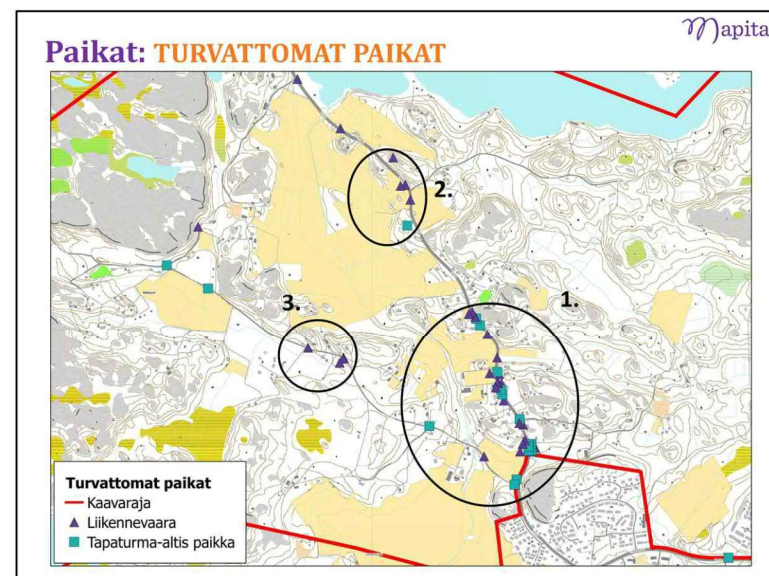 Mapita
Paikat: TURVATTOMAT PAIKAT
2.
1.
3.
Turvattomat paikat
Kaavaraja
Liikennevaara
Tapaturma-altis paikka